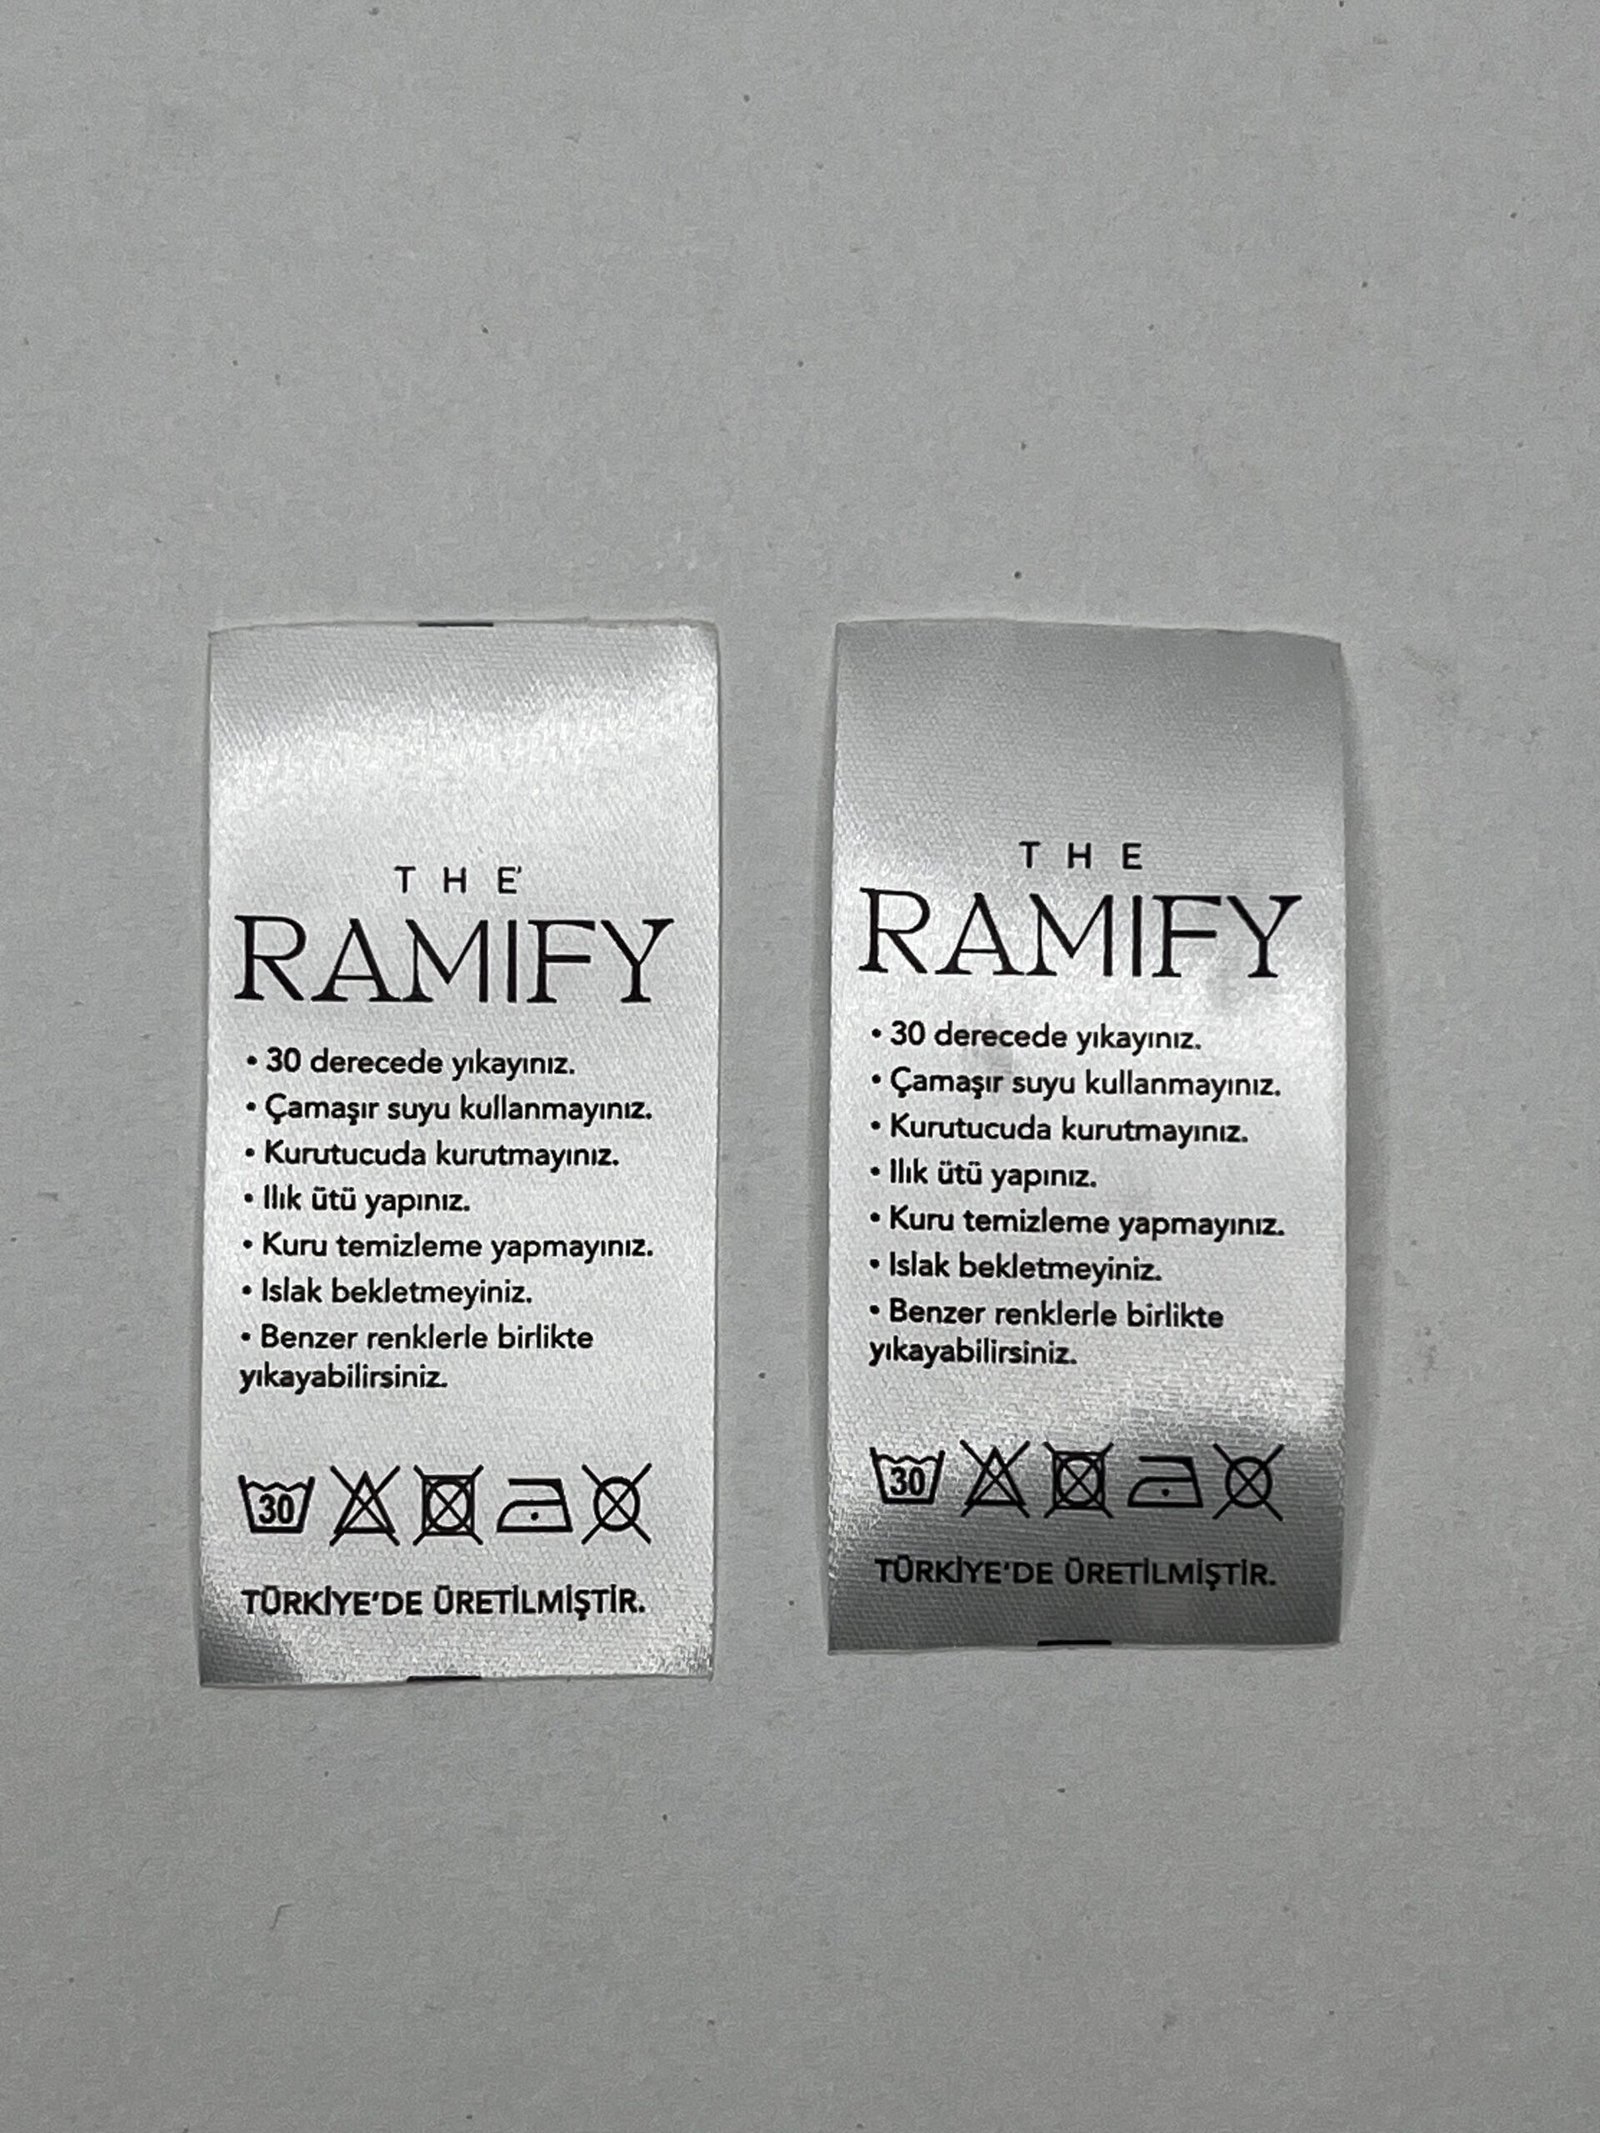 THE'
RAMIFY
• 30 derecede yıkayınız.
• Çamaşır suyu kullanmayınız.
• Kurutucuda kurutmayınız.
• Ilık ütü yapınız.
• Kuru temizleme yapmayınız.
• Islak bekletmeyiniz.
• Benzer renklerle birlikte
yıkayabilirsiniz.
30
TÜRKİYE'DE ÜRETİLMİŞTİR.
THE
RAMIFY
• 30 derecede yıkayınız.
• Çamaşır suyu kullanmayınız.
• Kurutucuda kurutmayınız.
• Ilık ütü yapınız.
• Kuru temizleme yapmayınız.
• Islak bekletmeyiniz.
• Benzer renklerle birlikte
yıkayabilirsiniz.
30
TÜRKİYE'DE ÜRETİLMİŞTİR.